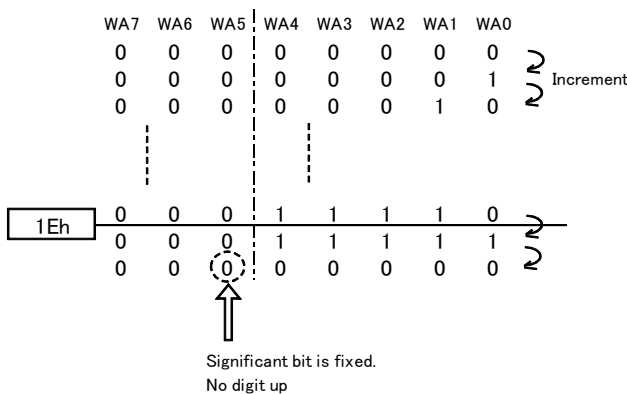 WA7 WA6 WA5 WA4 WA3 WA2 WA1 WA0
0 0 0 0 0 0 0 0
0 0 0 0 0 0 0 1 Increment
0 0 0 0 0 0 1 0
0 0 0 1 1 1 1 0
1Eh
0 0 0 1 1 1 1 1
0 0 0 0 0 0 0 0
Significant bit is fixed.
No digit up